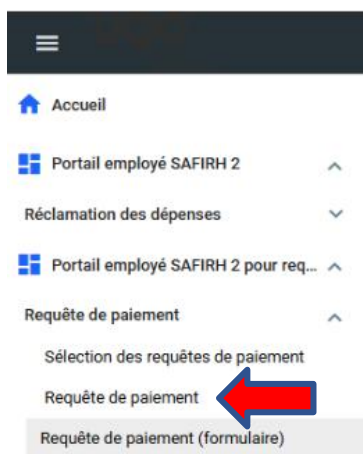 Accueil
Portail employé SAFIRH 2
Réclamation des dépenses
Portail employé SAFIRH 2 pour req...
Requête de paiement
Sélection des requêtes de paiement
Requête de paiement
Requête de paiement (formulaire)